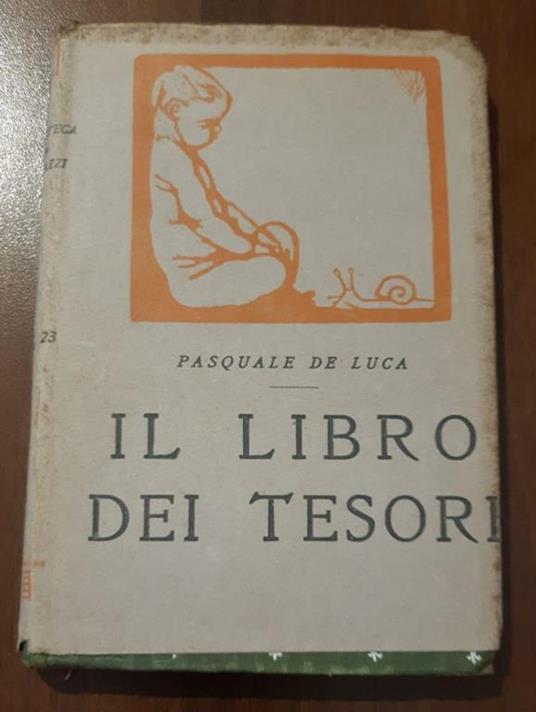 PASQUALE DE LUCA
IL LIBRO
DEI TESORI
23